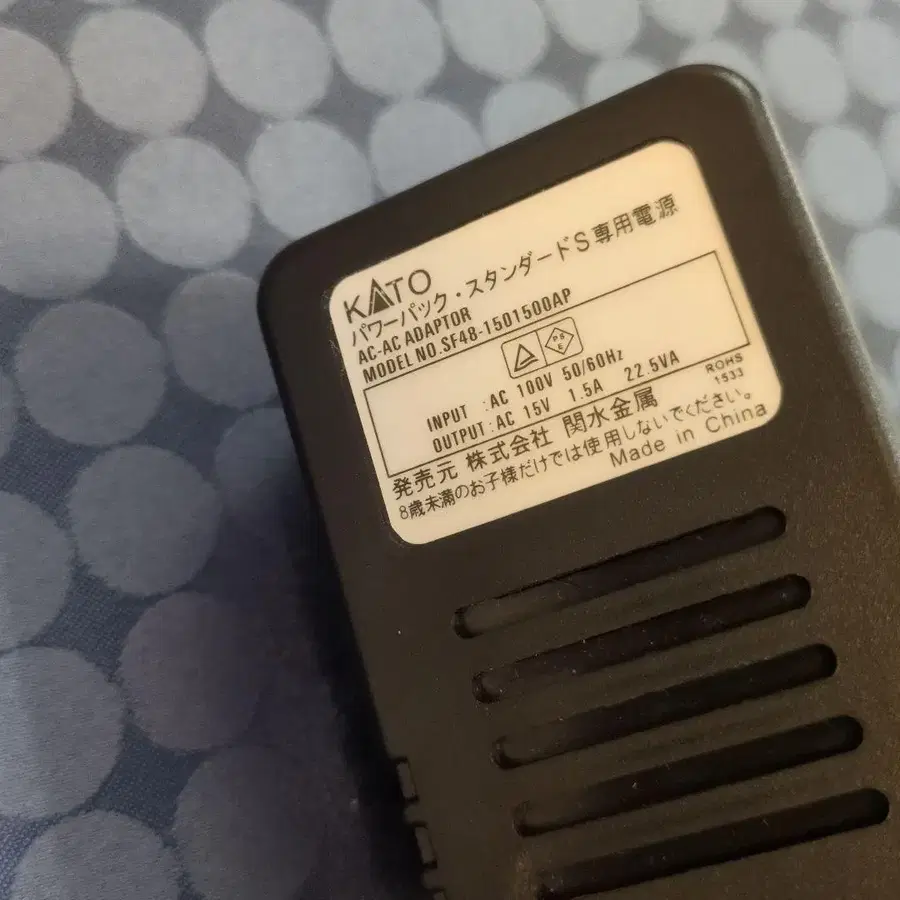 KATO
パワーパック・スタンダードS専用電源
AC-AC ADAPTOR
MODEL NO.SF48-1501500AP
PS
E
INPUT :AC 100V 50/60Hz
OUTPUT:AC 15V 1.5A 22.5VA
ROHS
1533
発売元 株式会社 関水金属
8歳未満のお子様だけでは使用しないでください。
Made in China